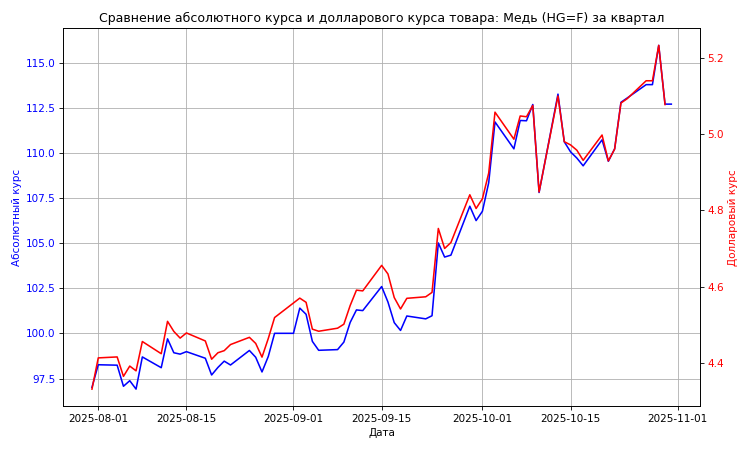 Сравнение абсолютного курса и долларового курса товара: Медь (HG=F) за квартал
Абсолютный курс
115.0
112.5
110.0
107.5
105.0
102.5
100.0
97.5
5.2
5.0
4.8
4.6
4.4
Долларовый курс
2025-08-01 2025-08-15 2025-09-01 2025-09-15 2025-10-01 2025-10-15 2025-11-01
Дата